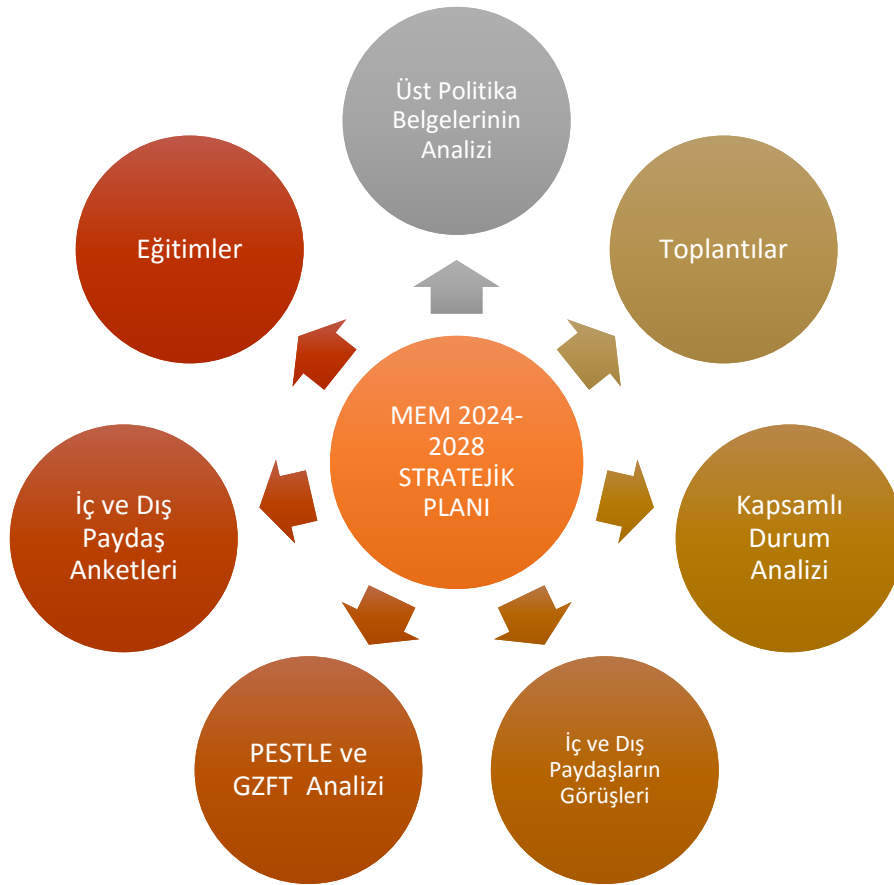 Üst Politika
Belgelerinin
Analizi
Toplantılar
Kapsamlı
Durum
Analizi
İç ve Dış
Paydaşların
Görüşleri
PESTLE ve
GZFT Analizi
İç ve Dış
Paydaş
Anketleri
Eğitimler
MEM 2024-
2028
STRATEJİK
PLANI